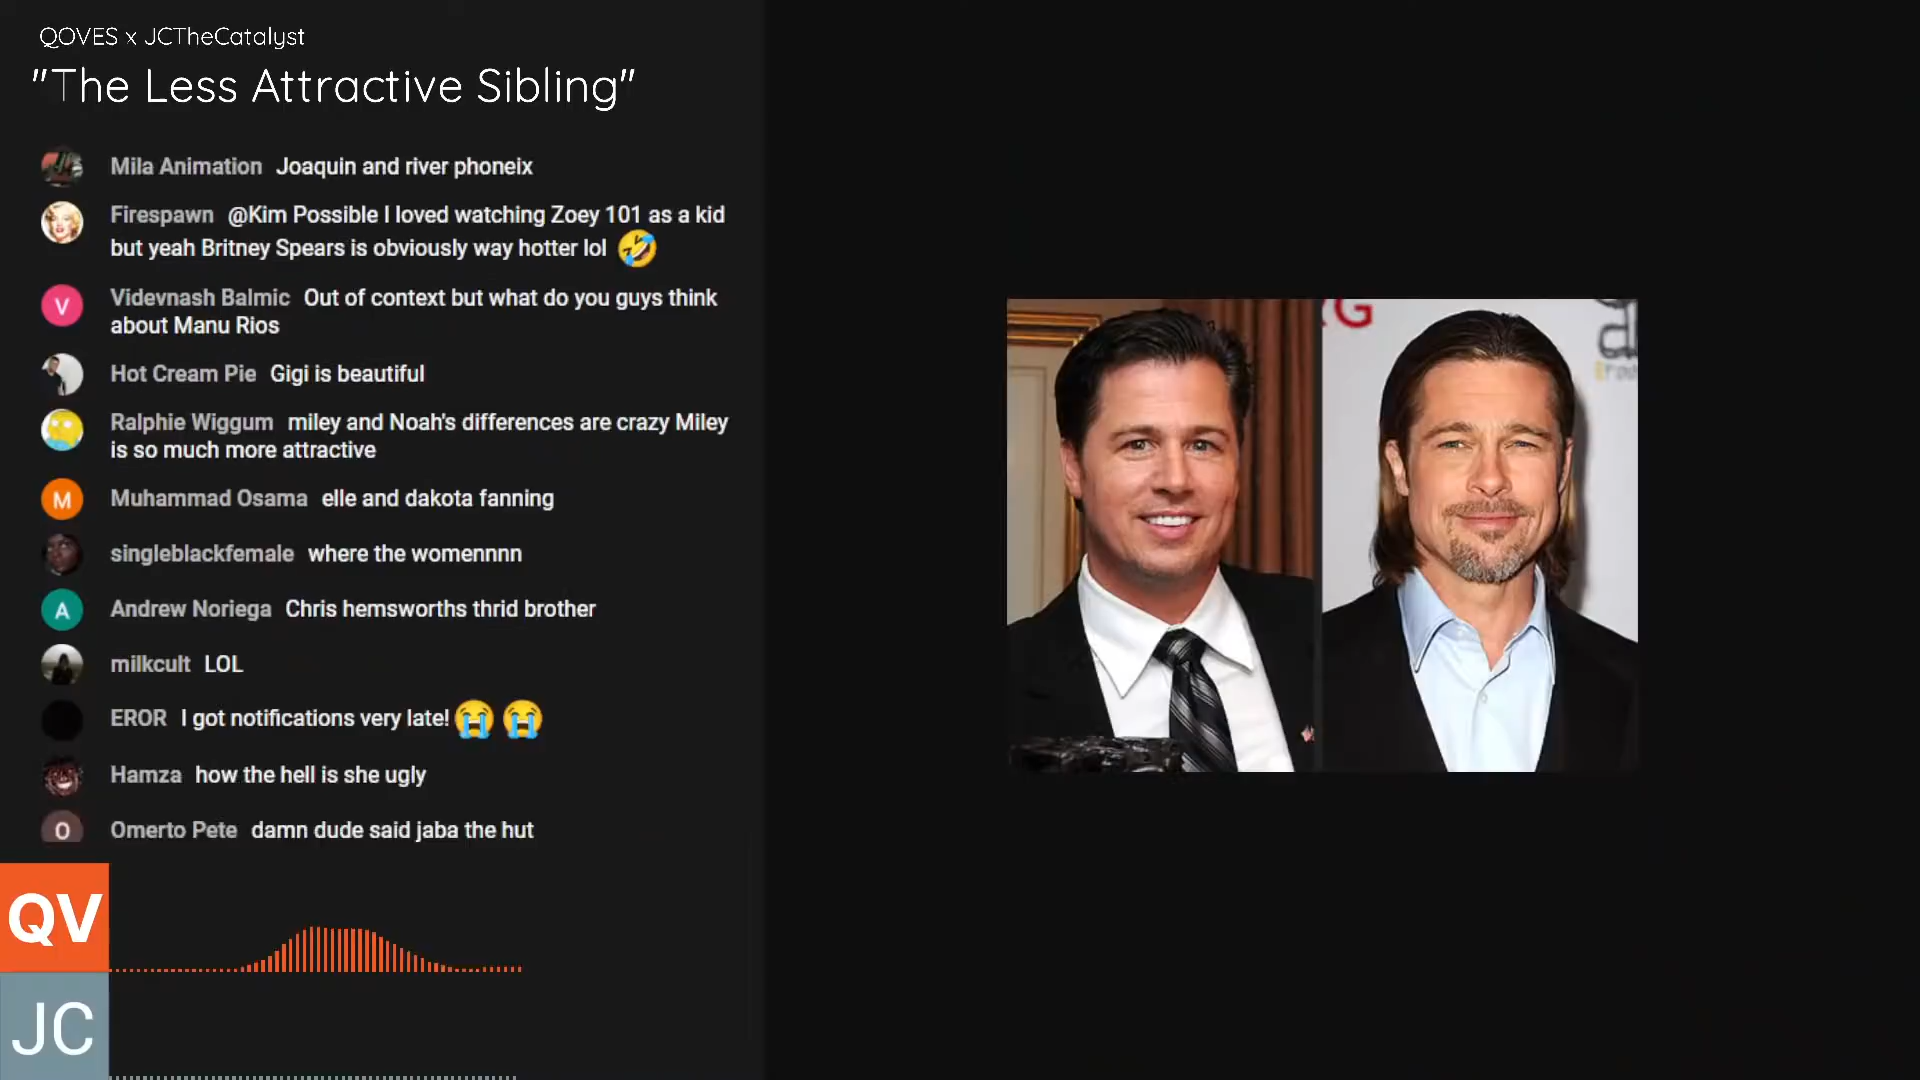 QOVES x JCTheCatalyst
"The Less Attractive Sibling"
Mila Animation Joaquin and river phoneix
Firespawn @Kim Possible I loved watching Zoey 101 as a kid
but yeah Britney Spears is obviously way hotter lol 🤣
V
Videvnash Balmic Out of context but what do you guys think
about Manu Rios
Hot Cream Pie Gigi is beautiful
Ralphie Wiggum miley and Noah's differences are crazy Miley
is so much more attractive
M
Muhammad Osama elle and dakota fanning
singleblackfemale where the womennnn
A
Andrew Noriega Chris hemsworths thrid brother
milkcult LOL
EROR I got notifications very late! 😭 😭
Hamza how the hell is she ugly
O
Omerto Pete damn dude said jaba the hut
QV
JC
G